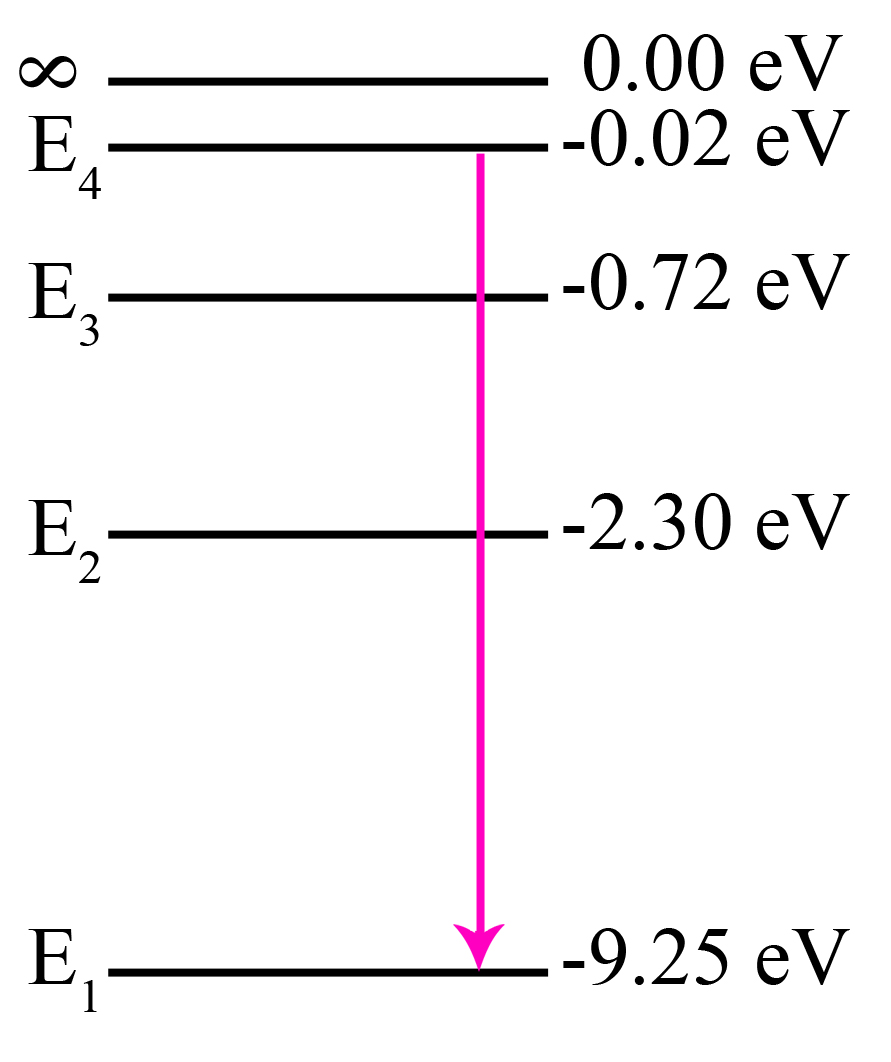 ∞ 0.00 eV
E₄ -0.02 eV
E₃ -0.72 eV
E₂ -2.30 eV
E₁ -9.25 eV